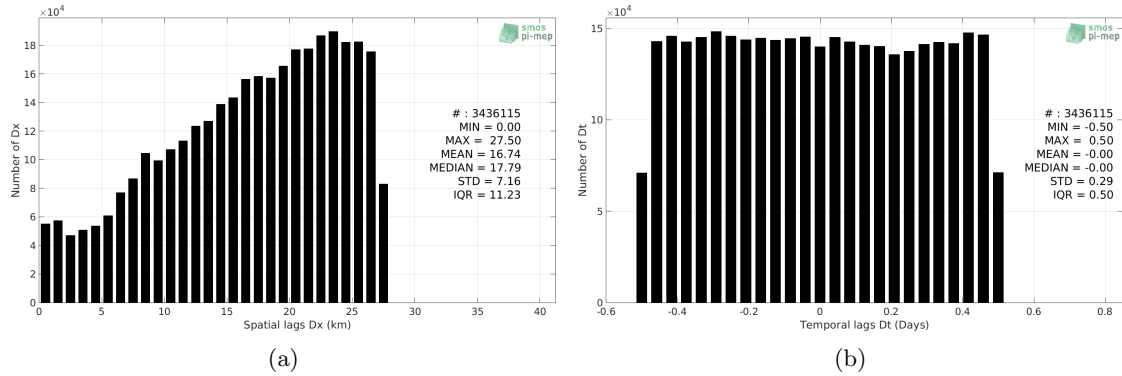 ×10⁴
18
16
14
12
10
8
6
4
2
0
Number of Dx
0 5 10 15 20 25 30 35 40
Spatial lags Dx (km)
smos
pi-mep
# : 3436115
MIN = 0.00
MAX = 27.50
MEAN = 16.74
MEDIAN = 17.79
STD = 7.16
IQR = 11.23
(a)
×10⁴
15
10
5
0
Number of Dt
-0.6 -0.4 -0.2 0 0.2 0.4 0.6 0.8
Temporal lags Dt (Days)
smos
pi-mep
# : 3436115
MIN = -0.50
MAX = 0.50
MEAN = -0.00
MEDIAN = -0.00
STD = 0.29
IQR = 0.50
(b)